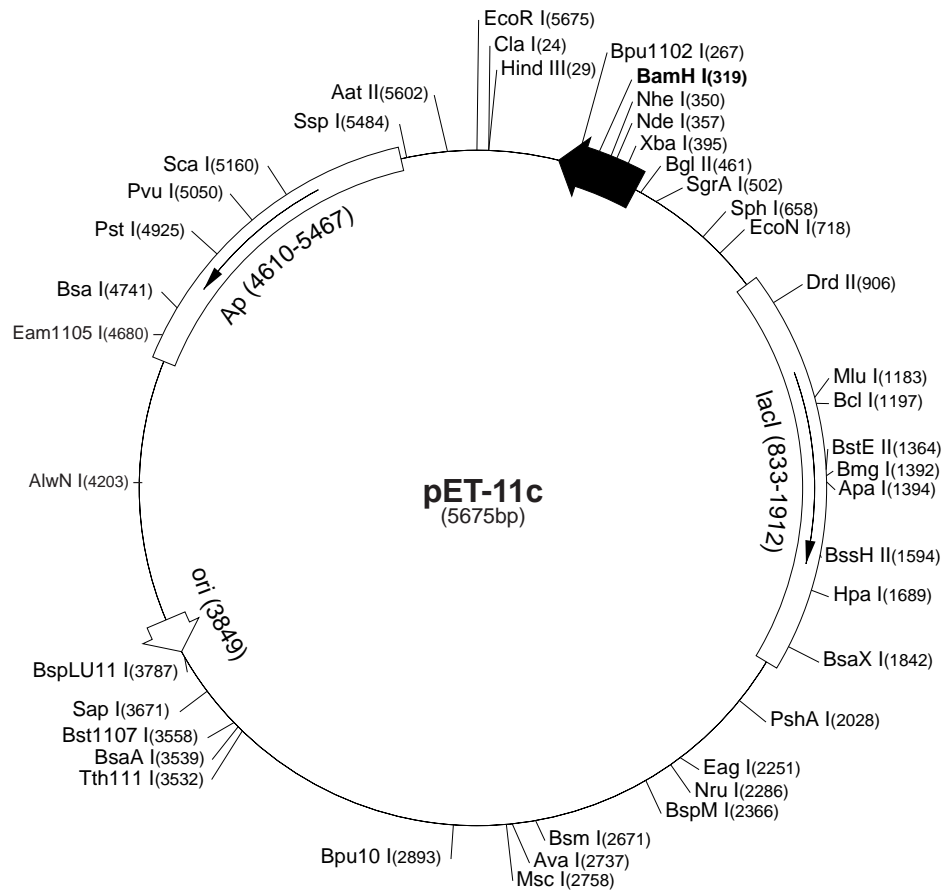 EcoR I(5675)
Cla I(24)
Hind III(29)
Bpu1102 I(267)
BamH I(319)
Nhe I(350)
Nde I(357)
Xba I(395)
Bgl II(461)
SgrA I(502)
Sph I(658)
EcoN I(718)
Drd II(906)
Mlu I(1183)
Bcl I(1197)
BstE II(1364)
Bmg I(1392)
Apa I(1394)
BssH II(1594)
Hpa I(1689)
BsaX I(1842)
PshA I(2028)
Eag I(2251)
Nru I(2286)
BspM I(2366)
Bsm I(2671)
Ava I(2737)
Msc I(2758)
Bpu10 I(2893)
Tth111 I(3532)
BsaA I(3539)
Bst1107 I(3558)
Sap I(3671)
BspLU11 I(3787)
AlwN I(4203)
Eam1105 I(4680)
Bsa I(4741)
Pst I(4925)
Pvu I(5050)
Sca I(5160)
Ssp I(5484)
Aat II(5602)
Ap (4610-5467)
lacI (833-1912)
ori (3849)
pET-11c
(5675bp)